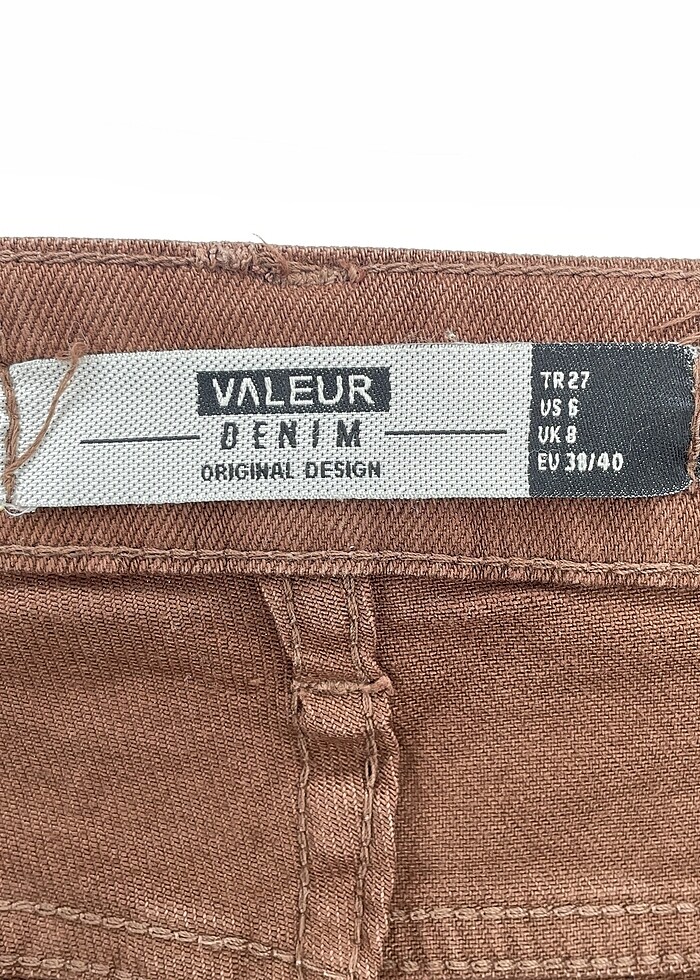 VALEUR
DENIM
ORIGINAL DESIGN
TR 27
US 6
UK 8
EU 38/40